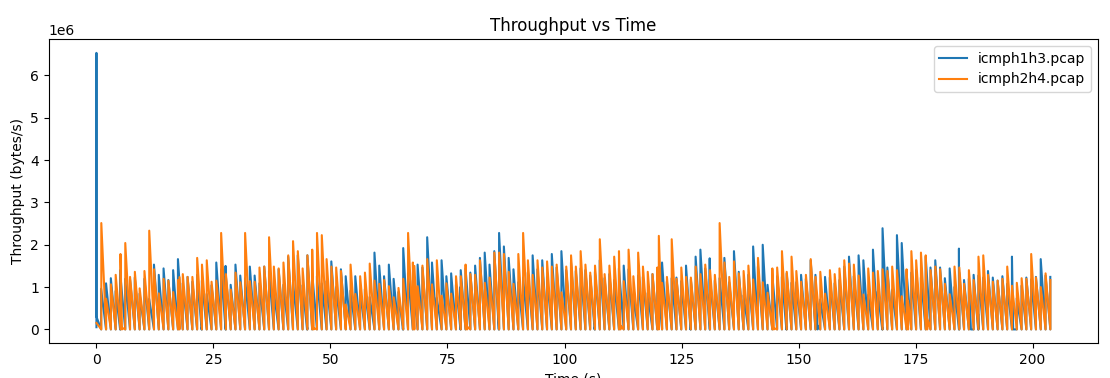 Throughput vs Time
1e6
icmph1h3.pcap
icmph2h4.pcap
Throughput (bytes/s)
6
5
4
3
2
1
0
0 25 50 75 100 125 150 175 200
Time (s)